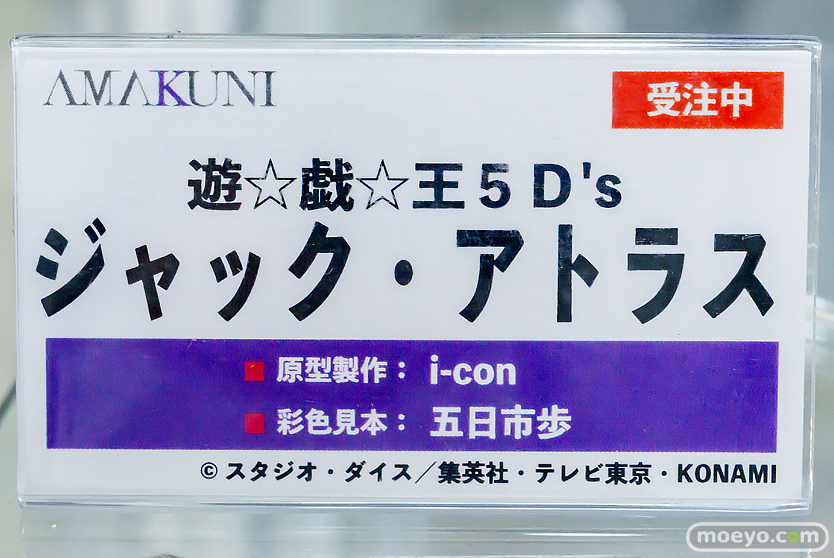 AMAKUNI
受注中
遊☆戯☆王５Ｄ's
ジャック・アトラス
■ 原型製作： i-con
■ 彩色見本： 五日市歩
© スタジオ・ダイス／集英社・テレビ東京・KONAMI
moeyo.com